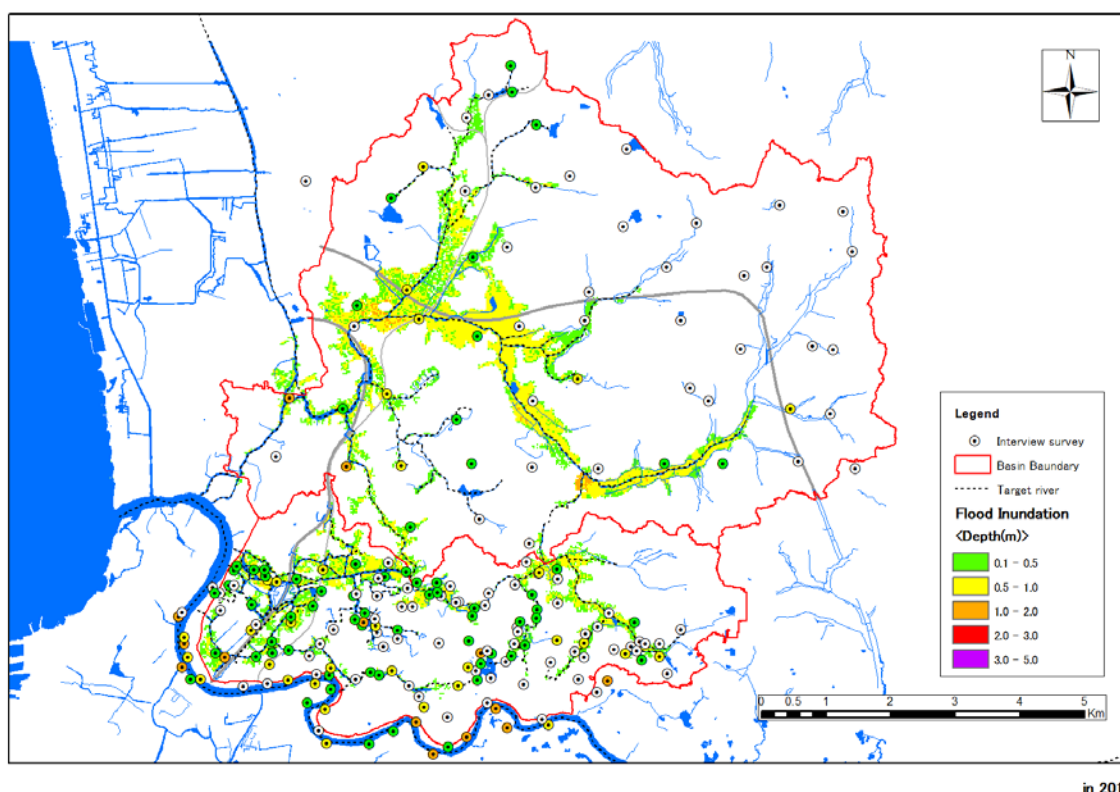 N
Legend
Interview survey
Basin Baundary
Target river
Flood Inundation
<Depth(m)>
0.1 - 0.5
0.5 - 1.0
1.0 - 2.0
2.0 - 3.0
3.0 - 5.0
0 0.5 1 2 3 4 5
Km
in 201